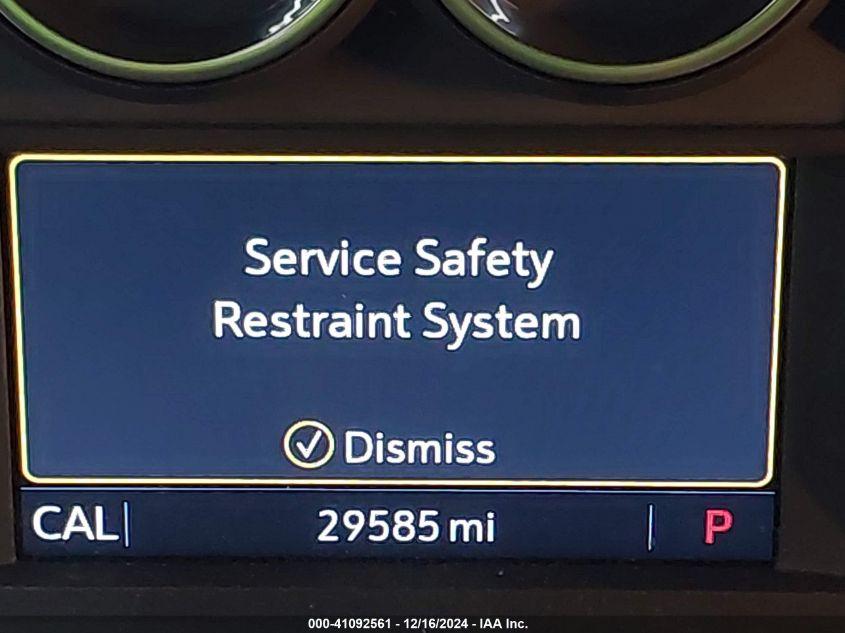 Service Safety
Restraint System
Dismiss
CAL 29585 mi P
000-41092561 - 12/16/2024 - IAA Inc.